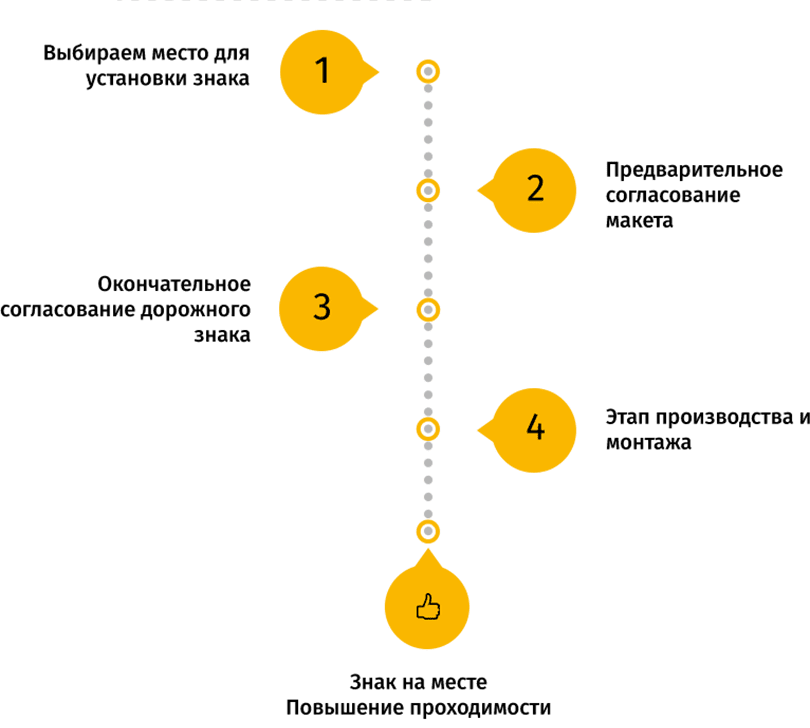 Выбираем место для
установки знака
1
2
Предварительное
согласование
макета
Окончательное
согласование дорожного
знака
3
4
Этап производства и
монтажа
Знак на месте
Повышение проходимости